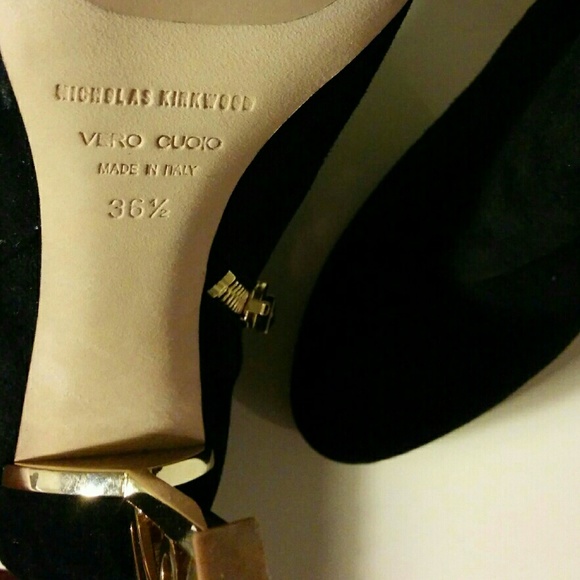 NICHOLAS KIRKWOOD
VERO CUOIO
MADE IN ITALY
36½